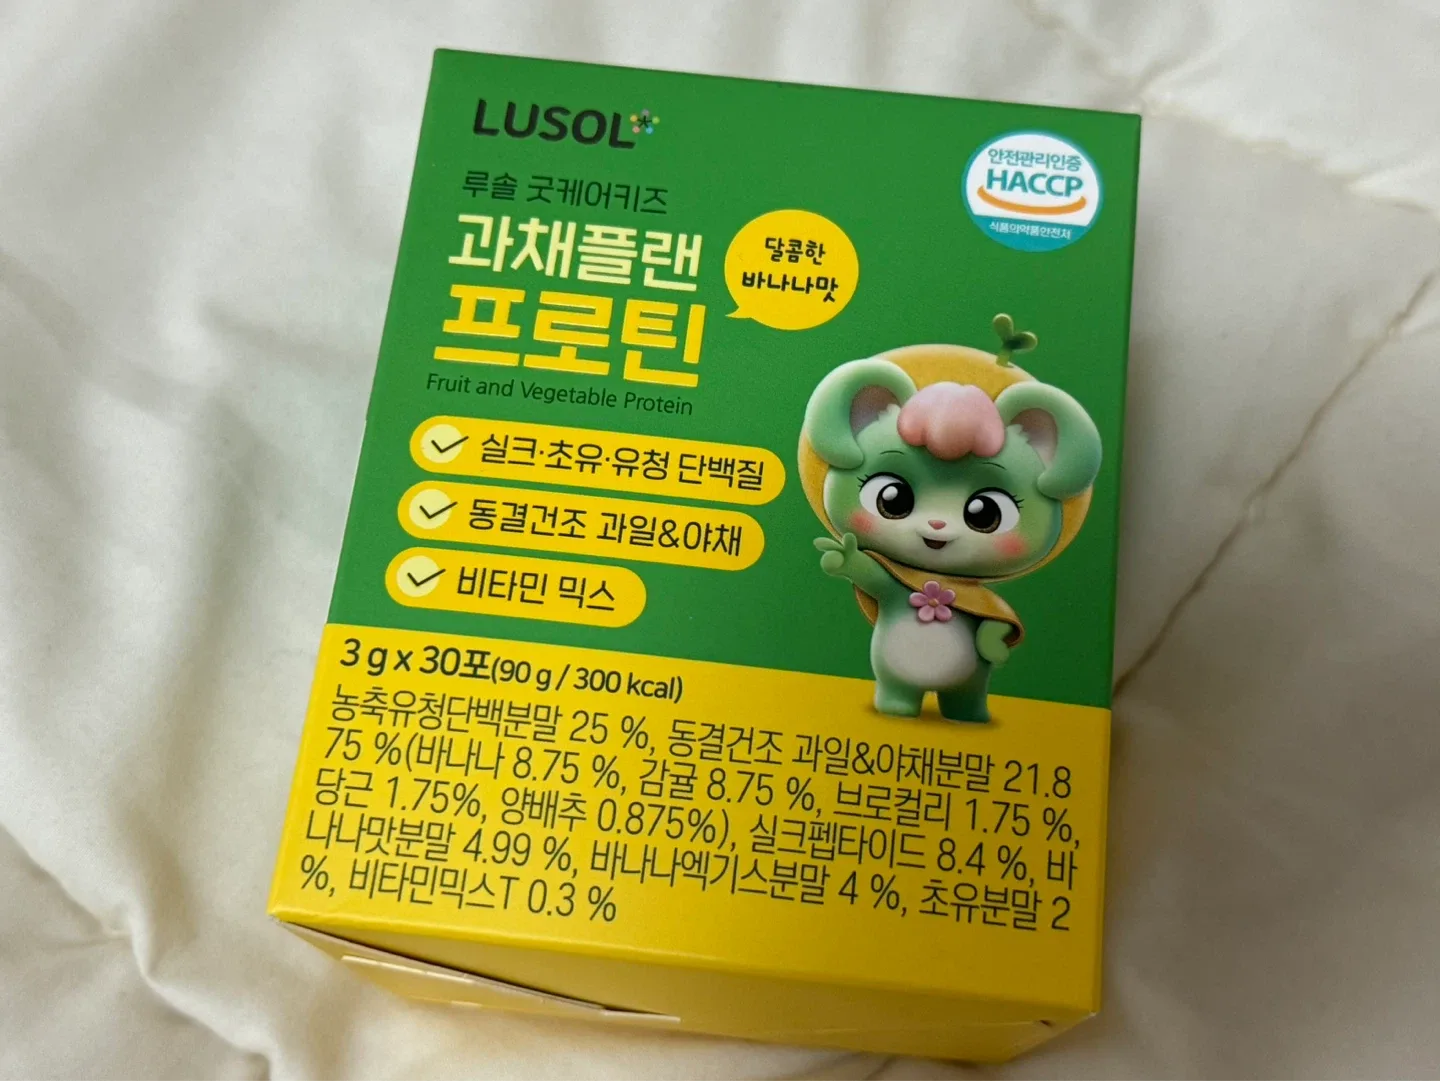 LUSOL
안전관리인증
HACCP
식품의약품안전처
루솔 굿케어키즈
과채플랜
프로틴
달콤한
바나나맛
Fruit and Vegetable Protein
실크·초유·유청 단백질
동결건조 과일&야채
비타민 믹스
3 g x 30포(90 g / 300 kcal)
농축유청단백분말 25 %, 동결건조 과일&야채분말 21.8
75 %(바나나 8.75 %, 감귤 8.75 %, 브로컬리 1.75 %,
당근 1.75%, 양배추 0.875%), 실크펩타이드 8.4 %, 바
나나맛분말 4.99 %, 바나나엑기스분말 4 %, 초유분말 2
%, 비타민믹스T 0.3 %